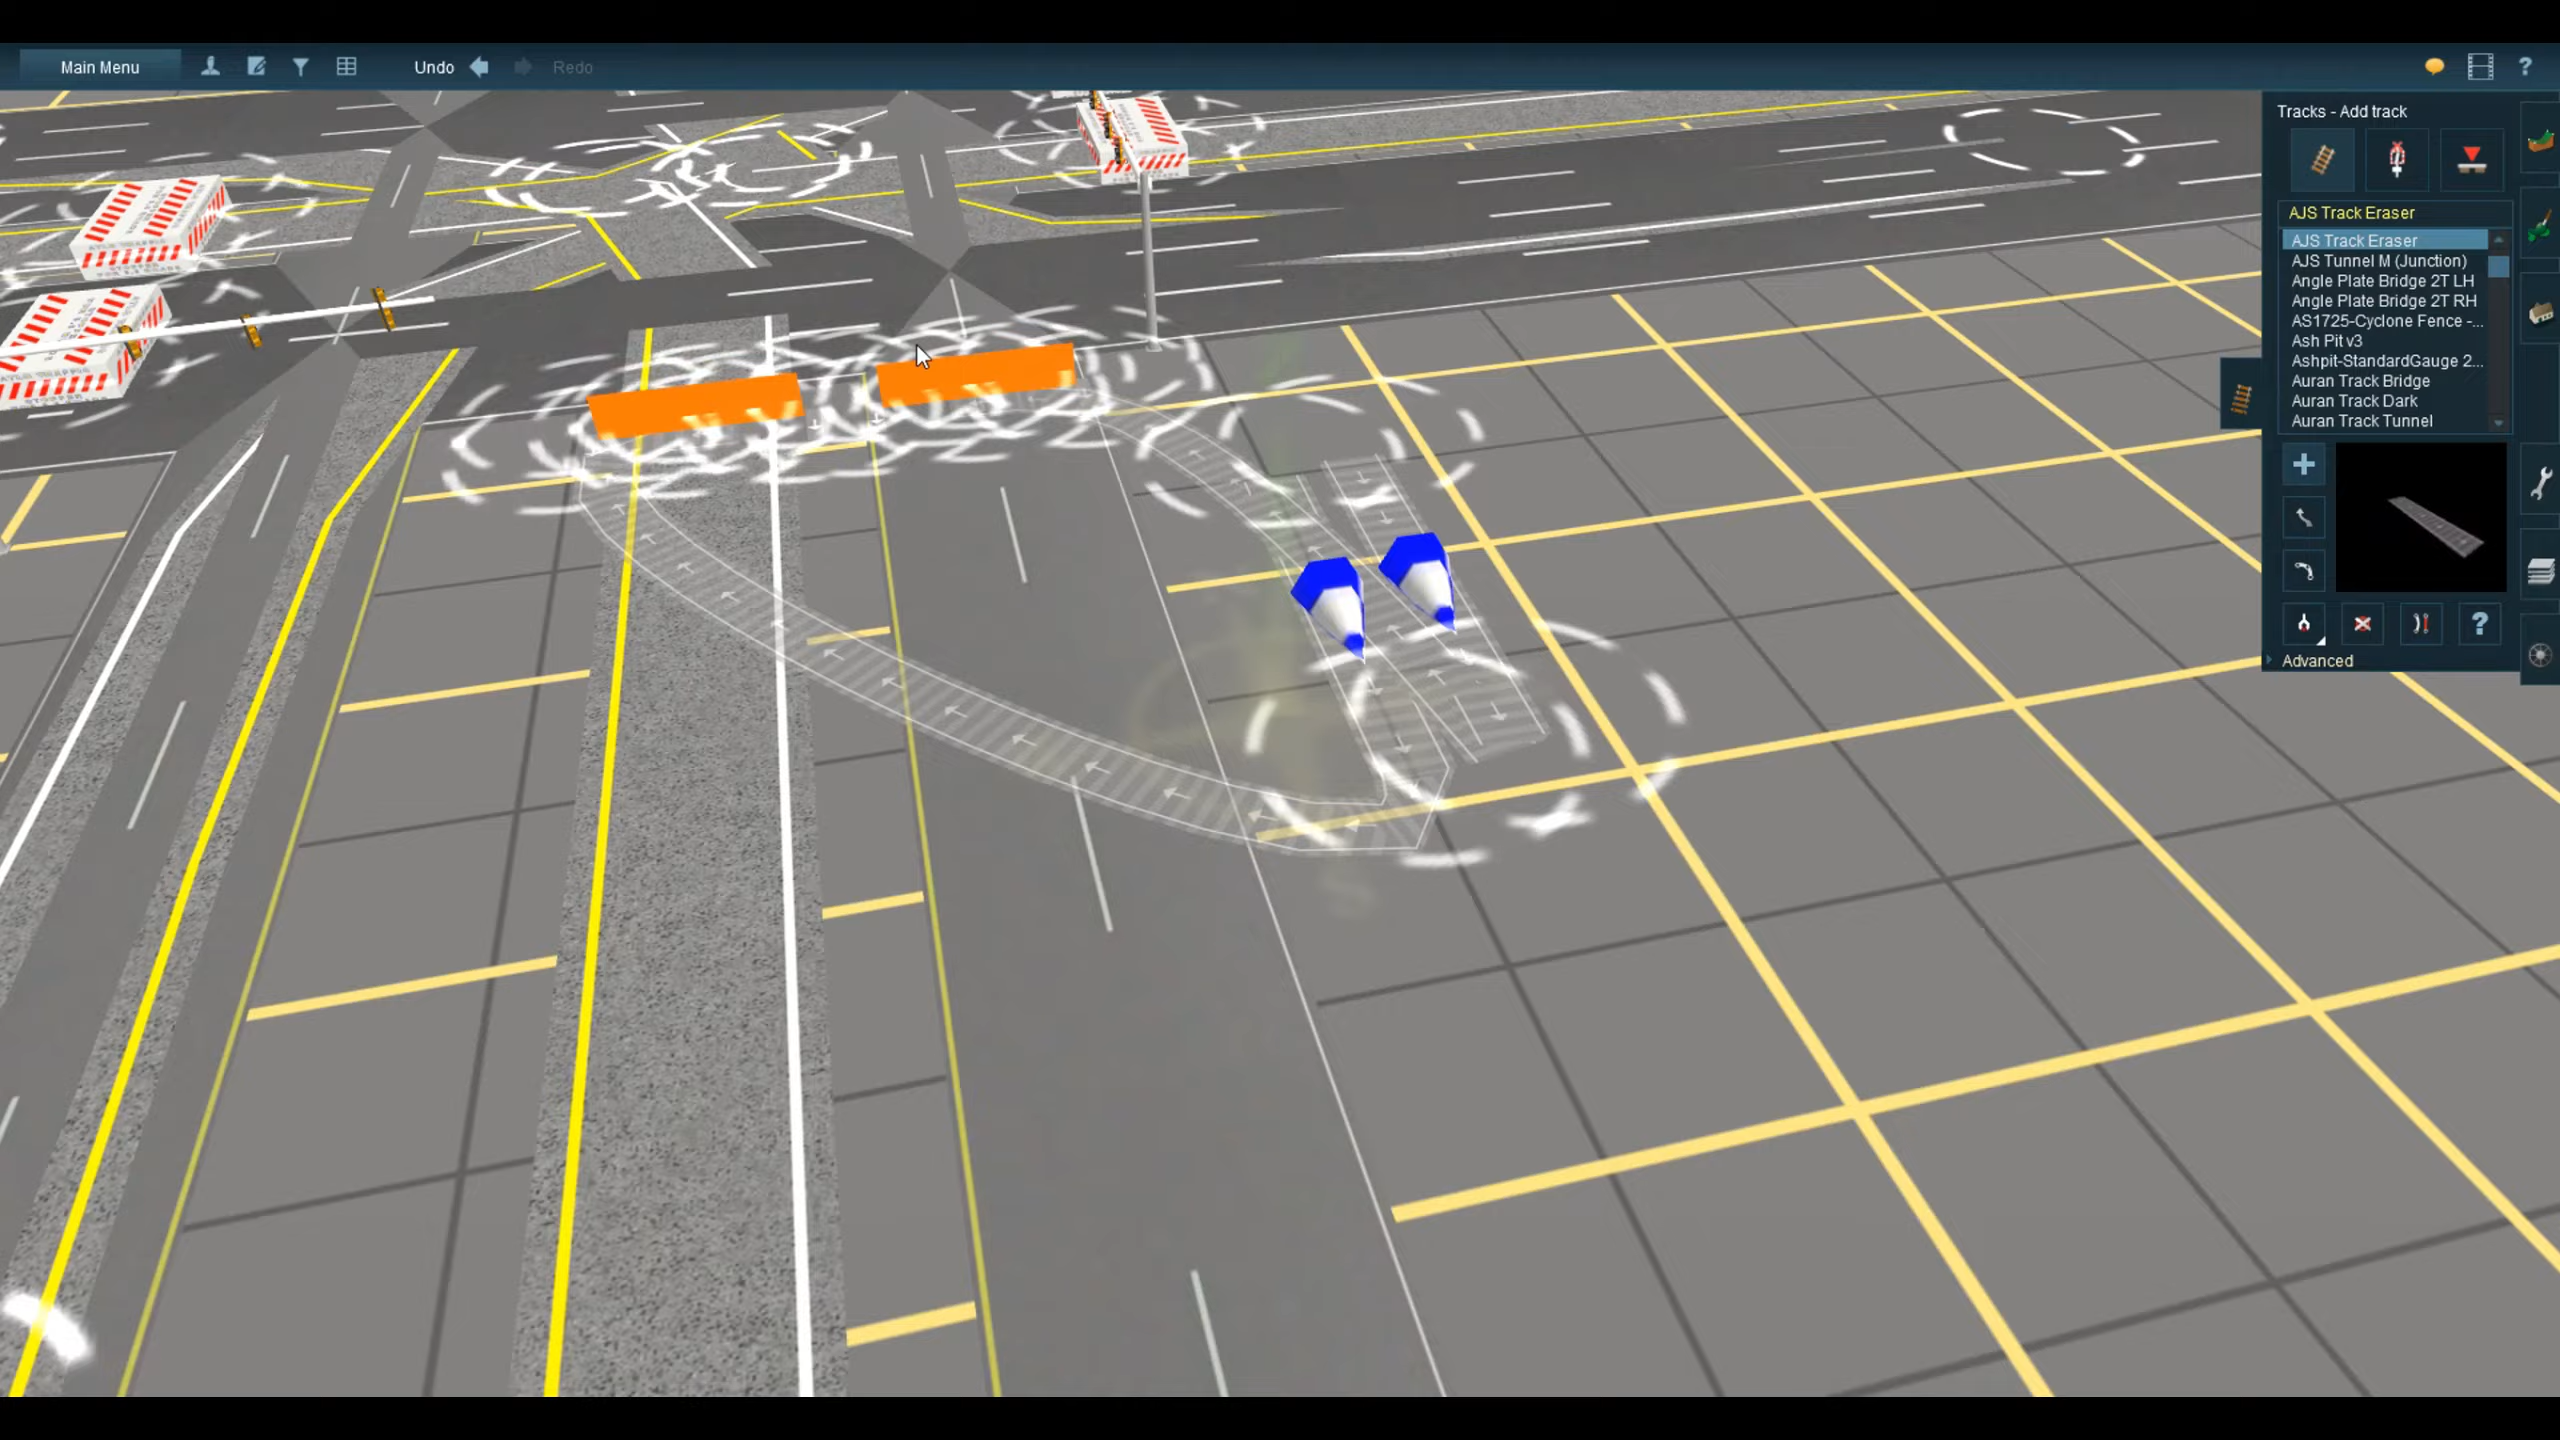 Main Menu
Undo
Redo
?
Tracks - Add track
AJS Track Eraser
AJS Track Eraser
AJS Tunnel M (Junction)
Angle Plate Bridge 2T LH
Angle Plate Bridge 2T RH
AS1725-Cyclone Fence -...
Ash Pit v3
Ashpit-StandardGauge 2...
Auran Track Bridge
Auran Track Dark
Auran Track Tunnel
?
Advanced